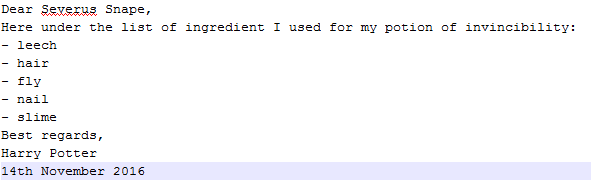 Dear Severus Snape,
Here under the list of ingredient I used for my potion of invincibility:
- leech
- hair
- fly
- nail
- slime
Best regards,
Harry Potter
14th November 2016